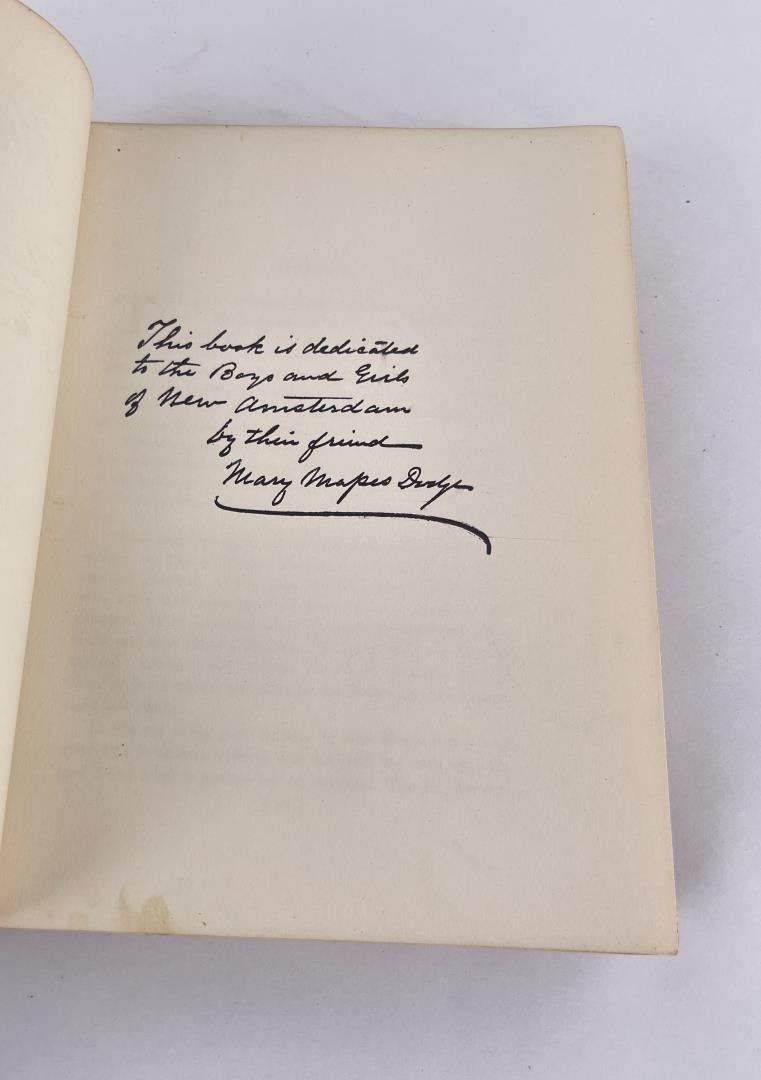 This book is dedicated
to the Boys and Girls
of New Amsterdam
by their friend
Mary Mapes Dodge